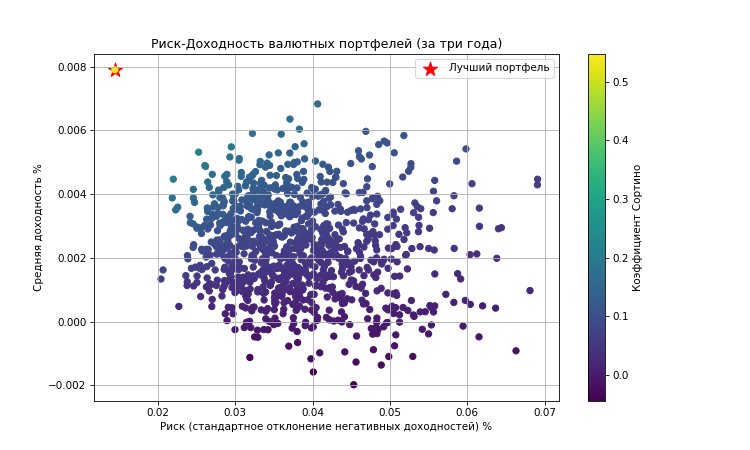 Риск-Доходность валютных портфелей (за три года)
Лучший портфель
0.008
0.006
0.004
0.002
0.000
−0.002
Средняя доходность %
0.02 0.03 0.04 0.05 0.06 0.07
Риск (стандартное отклонение негативных доходностей) %
0.5
0.4
0.3
0.2
0.1
0.0
Коэффициент Сортино